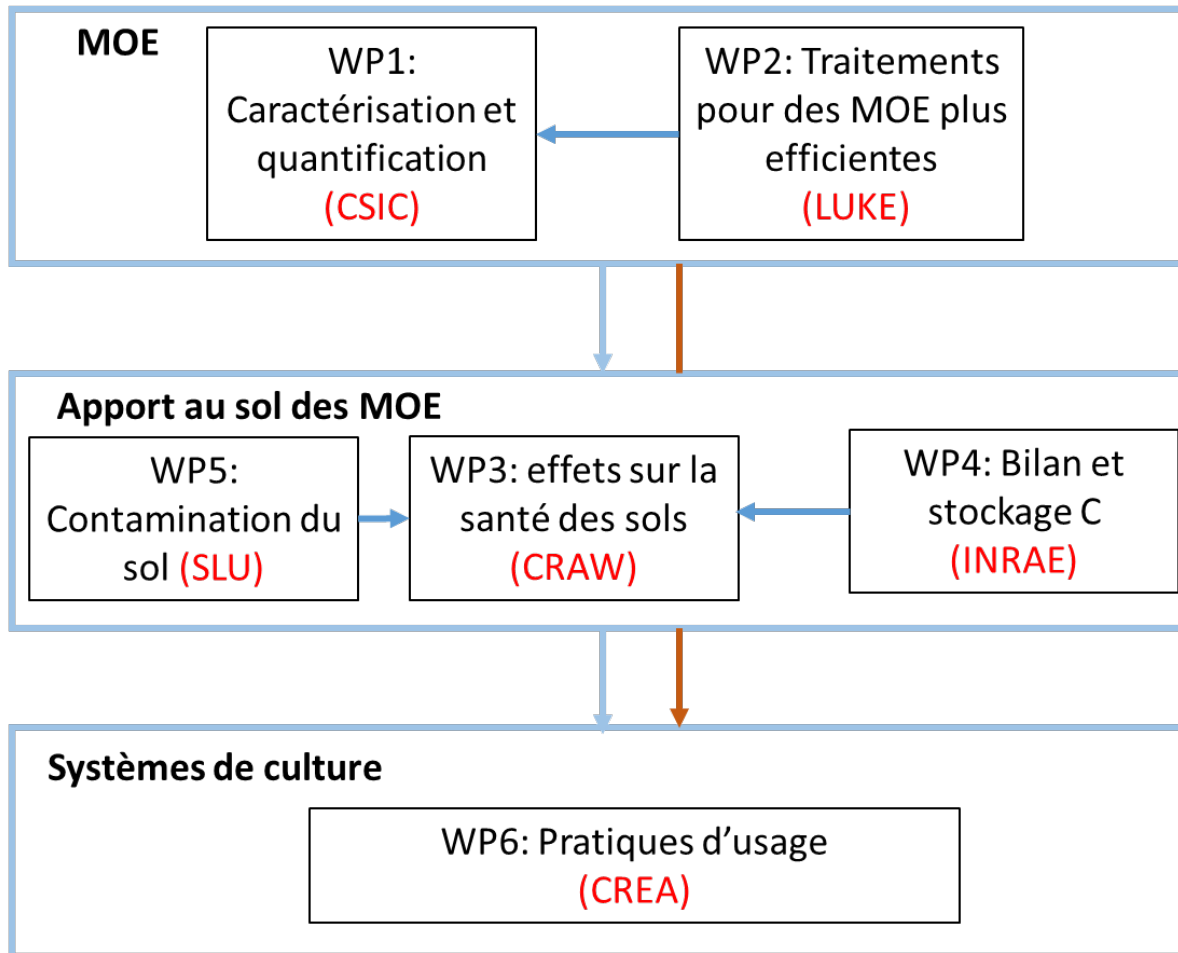 MOE
WP1:
Caractérisation et
quantification
(CSIC)
WP2: Traitements
pour des MOE plus
efficientes
(LUKE)
Apport au sol des MOE
WP5:
Contamination du
sol (SLU)
WP3: effets sur la
santé des sols
(CRAW)
WP4: Bilan et
stockage C
(INRAE)
Systèmes de culture
WP6: Pratiques d’usage
(CREA)